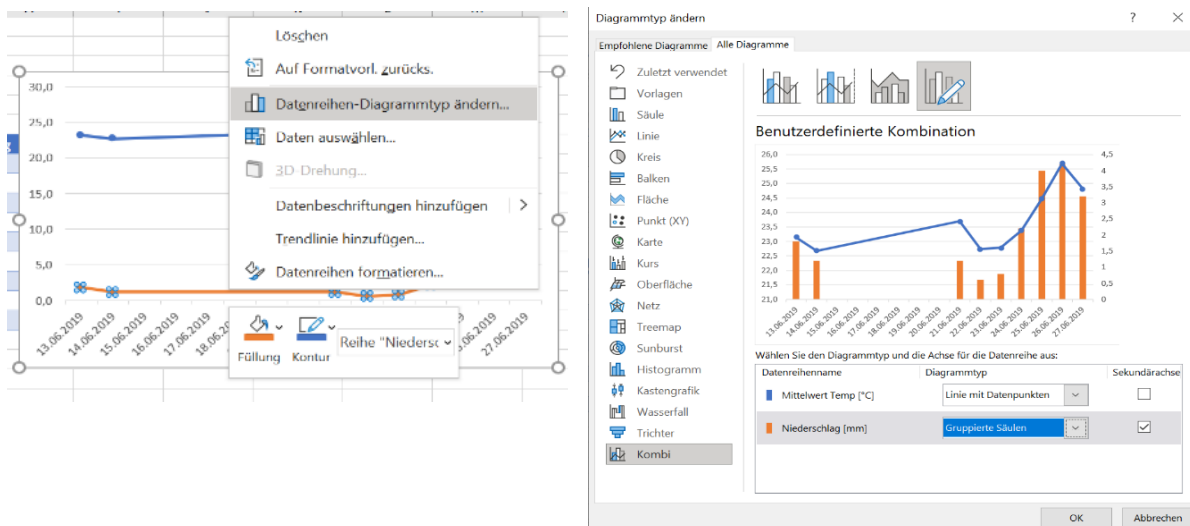 Löschen
Auf Formatvorl. zurücks.
Datenreihen-Diagrammtyp ändern...
Daten auswählen...
3D-Drehung...
Datenbeschriftungen hinzufügen
Trendlinie hinzufügen...
Datenreihen formatieren...
30,0
25,0
20,0
15,0
10,0
5,0
0,0
13.06.2019
14.06.2019
15.06.2019
16.06.2019
17.06.2019
18.06
26.06.2019
27.06.2019
Füllung
Kontur
Reihe "Niedersc
Diagrammtyp ändern
?
Empfohlene Diagramme
Alle Diagramme
Zuletzt verwendet
Vorlagen
Säule
Linie
Kreis
Balken
Fläche
Punkt (XY)
Karte
Kurs
Oberfläche
Netz
Treemap
Sunburst
Histogramm
Kastengrafik
Wasserfall
Trichter
Kombi
Benutzerdefinierte Kombination
26,0
25,5
25,0
24,5
24,0
23,5
23,0
22,5
22,0
21,5
21,0
4,5
4
3,5
3
2,5
2
1,5
1
0,5
0
13.06.2019
14.06.2019
15.06.2019
16.06.2019
17.06.2019
18.06.2019
19.06.2019
20.06.2019
21.06.2019
22.06.2019
23.06.2019
24.06.2019
25.06.2019
26.06.2019
27.06.2019
Wählen Sie den Diagrammtyp und die Achse für die Datenreihe aus:
Datenreihenname Diagrammtyp Sekundärachse
Mittelwert Temp [°C] Linie mit Datenpunkten
Niederschlag [mm] Gruppierte Säulen
OK
Abbrechen